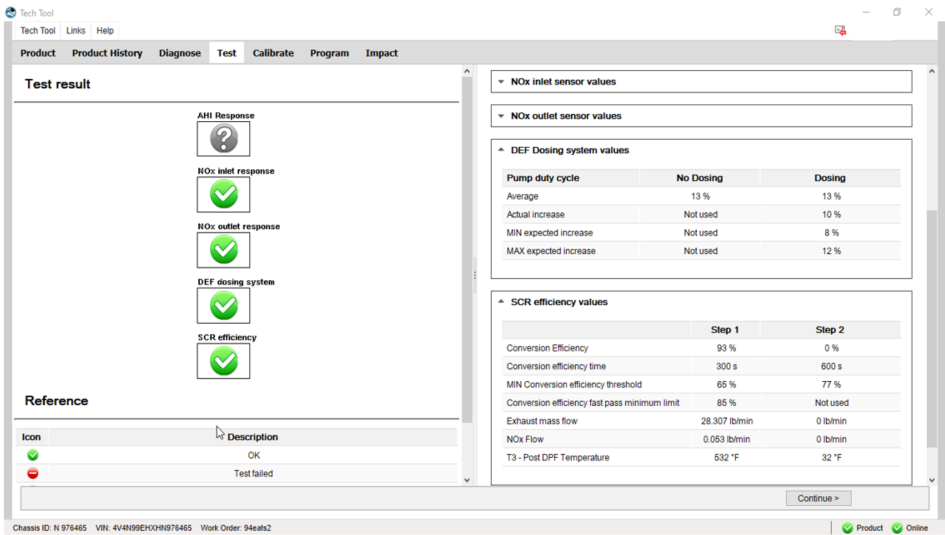 Tech Tool
Tech Tool Links Help
Product Product History Diagnose Test Calibrate Program Impact
Test result
AHI Response
NOx inlet response
NOx outlet response
DEF dosing system
SCR efficiency
Reference
Icon Description
OK
Test failed
NOx inlet sensor values
NOx outlet sensor values
DEF Dosing system values
Pump duty cycle No Dosing Dosing
Average 13 % 13 %
Actual increase Not used 10 %
MIN expected increase Not used 8 %
MAX expected increase Not used 12 %
SCR efficiency values
Step 1 Step 2
Conversion Efficiency 93 % 0 %
Conversion efficiency time 300 s 600 s
MIN Conversion efficiency threshold 65 % 77 %
Conversion efficiency fast pass minimum limit 85 % Not used
Exhaust mass flow 28.307 lb/min 0 lb/min
NOx Flow 0.053 lb/min 0 lb/min
T3 - Post DPF Temperature 532 °F 32 °F
Continue >
Chassis ID: N 976465 VIN: 4V4N99EHXHN976465 Work Order: 94eats2 Product Online